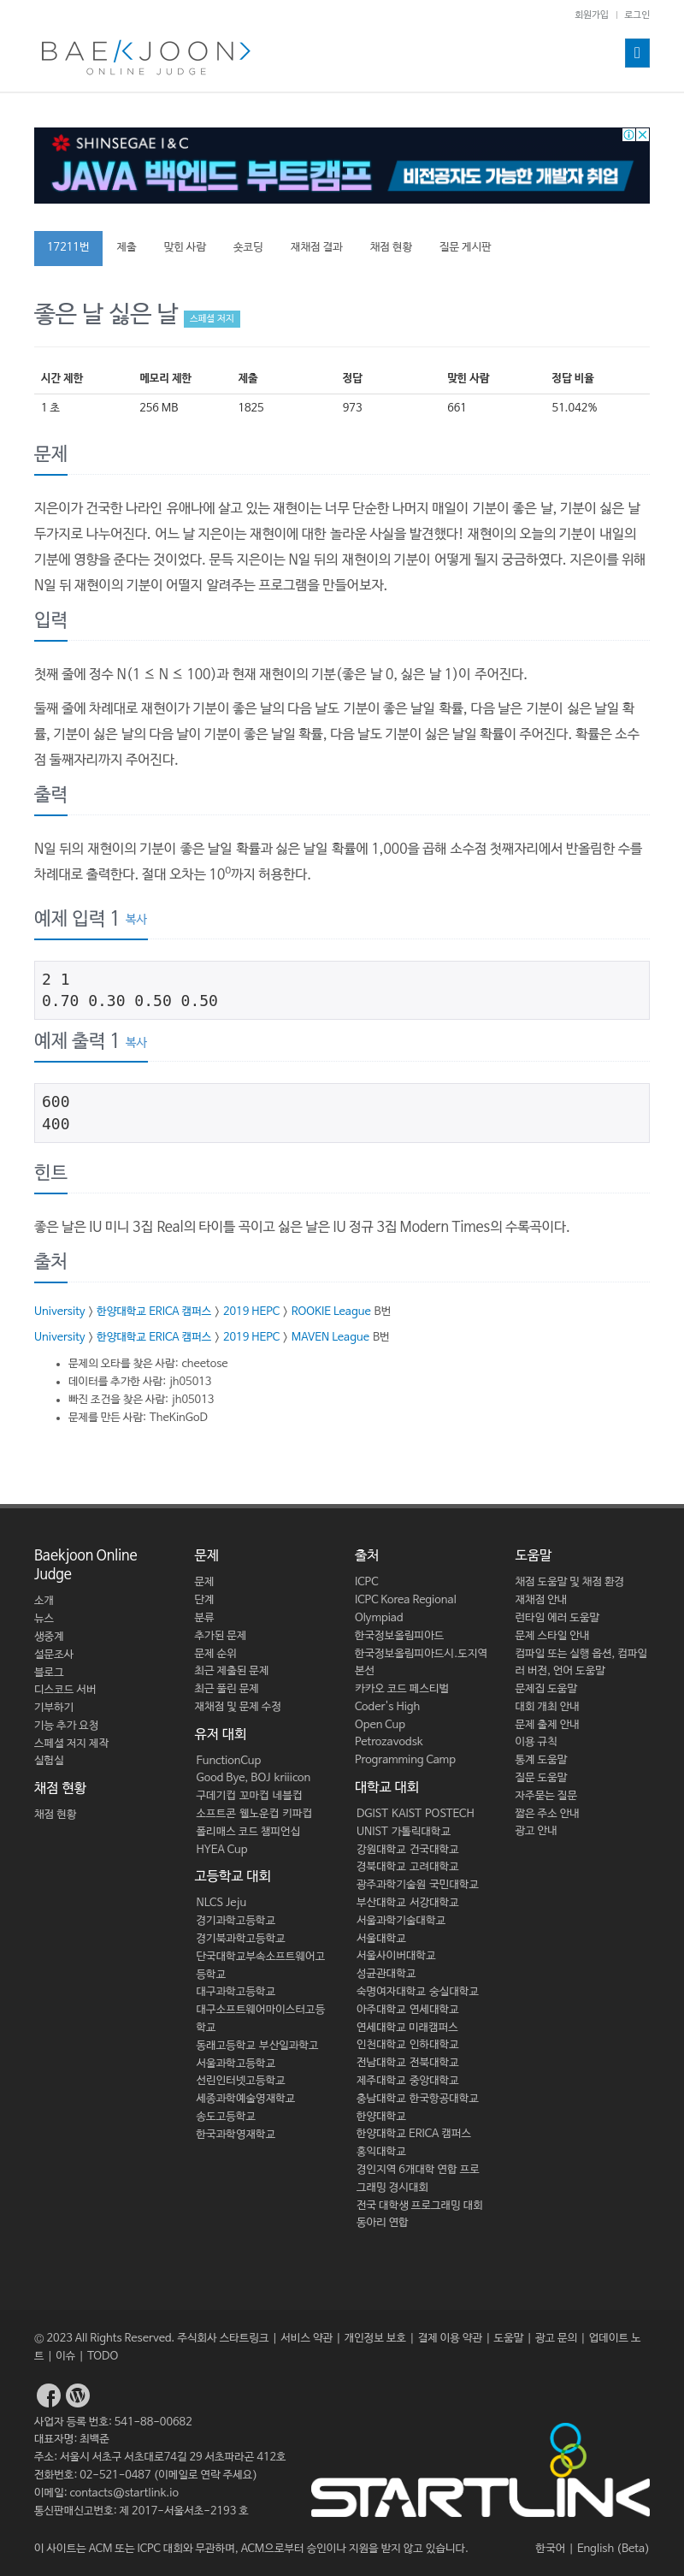 회원가입 | 로그인
BAEKJOON>
ONLINE JUDGE
SHINSEGAE I&C
JAVA 백엔드 부트캠프 비전공자도 가능한 개발자 취업
17211번 제출 맞힌 사람 숏코딩 재채점 결과 채점 현황 질문 게시판
좋은 날 싫은 날 스페셜 저지
시간 제한 메모리 제한 제출 정답 맞힌 사람 정답 비율
1 초 256 MB 1825 973 661 51.042%
문제
지은이가 건국한 나라인 유애나에 살고 있는 재현이는 너무 단순한 나머지 매일이 기분이 좋은 날, 기분이 싫은 날
두가지로 나누어진다. 어느 날 지은이는 재현이에 대한 놀라운 사실을 발견했다! 재현이의 오늘의 기분이 내일의
기분에 영향을 준다는 것이었다. 문득 지은이는 N일 뒤의 재현이의 기분이 어떻게 될지 궁금하였다. 지은이를 위해
N일 뒤 재현이의 기분이 어떨지 알려주는 프로그램을 만들어보자.
입력
첫째 줄에 정수 N(1 ≤ N ≤ 100)과 현재 재현이의 기분(좋은 날 0, 싫은 날 1)이 주어진다.
둘째 줄에 차례대로 재현이가 기분이 좋은 날의 다음 날도 기분이 좋은 날일 확률, 다음 날은 기분이 싫은 날일 확
률, 기분이 싫은 날의 다음 날이 기분이 좋은 날일 확률, 다음 날도 기분이 싫은 날일 확률이 주어진다. 확률은 소수
점 둘째자리까지 주어진다.
출력
N일 뒤의 재현이의 기분이 좋은 날일 확률과 싫은 날일 확률에 1,000을 곱해 소수점 첫째자리에서 반올림한 수를
차례대로 출력한다. 절대 오차는 10⁰까지 허용한다.
예제 입력 1 복사
2 1
0.70 0.30 0.50 0.50
예제 출력 1 복사
600
400
힌트
좋은 날은 IU 미니 3집 Real의 타이틀 곡이고 싫은 날은 IU 정규 3집 Modern Times의 수록곡이다.
출처
University > 한양대학교 ERICA 캠퍼스 > 2019 HEPC > ROOKIE League B번
University > 한양대학교 ERICA 캠퍼스 > 2019 HEPC > MAVEN League B번
• 문제의 오타를 찾은 사람: cheetose
• 데이터를 추가한 사람: jh05013
• 빠진 조건을 찾은 사람: jh05013
• 문제를 만든 사람: TheKinGoD
Baekjoon Online
Judge
소개
뉴스
생중계
설문조사
블로그
디스코드 서버
기부하기
기능 추가 요청
스페셜 저지 제작
실험실
채점 현황
채점 현황
문제
문제
단계
분류
추가된 문제
문제 순위
최근 제출된 문제
최근 풀린 문제
재채점 및 문제 수정
유저 대회
FunctionCup
Good Bye, BOJ kriiicon
구데기컵 꼬마컵 네블컵
소프트콘 웰노운컵 키파컵
폴리매스 코드 챔피언십
HYEA Cup
고등학교 대회
NLCS Jeju
경기과학고등학교
경기북과학고등학교
단국대학교부속소프트웨어고
등학교
대구과학고등학교
대구소프트웨어마이스터고등
학교
동래고등학교 부산일과학고
서울과학고등학교
선린인터넷고등학교
세종과학예술영재학교
송도고등학교
한국과학영재학교
출처
ICPC
ICPC Korea Regional
Olympiad
한국정보올림피아드
한국정보올림피아드시.도지역
본선
카카오 코드 페스티벌
Coder's High
Open Cup
Petrozavodsk
Programming Camp
대학교 대회
DGIST KAIST POSTECH
UNIST 가톨릭대학교
강원대학교 건국대학교
경북대학교 고려대학교
광주과학기술원 국민대학교
부산대학교 서강대학교
서울과학기술대학교
서울대학교
서울사이버대학교
성균관대학교
숙명여자대학교 숭실대학교
아주대학교 연세대학교
연세대학교 미래캠퍼스
인천대학교 인하대학교
전남대학교 전북대학교
제주대학교 중앙대학교
충남대학교 한국항공대학교
한양대학교
한양대학교 ERICA 캠퍼스
홍익대학교
경인지역 6개대학 연합 프로
그래밍 경시대회
전국 대학생 프로그래밍 대회
동아리 연합
도움말
채점 도움말 및 채점 환경
재채점 안내
런타임 에러 도움말
문제 스타일 안내
컴파일 또는 실행 옵션, 컴파일
러 버전, 언어 도움말
문제집 도움말
대회 개최 안내
문제 출제 안내
이용 규칙
통계 도움말
질문 도움말
자주묻는 질문
짧은 주소 안내
광고 안내
© 2023 All Rights Reserved. 주식회사 스타트링크 | 서비스 약관 | 개인정보 보호 | 결제 이용 약관 | 도움말 | 광고 문의 | 업데이트 노
트 | 이슈 | TODO
사업자 등록 번호: 541-88-00682
대표자명: 최백준
주소: 서울시 서초구 서초대로74길 29 서초파라곤 412호
전화번호: 02-521-0487 (이메일로 연락 주세요)
이메일: contacts@startlink.io
통신판매신고번호: 제 2017-서울서초-2193 호
STARTLINK
이 사이트는 ACM 또는 ICPC 대회와 무관하며, ACM으로부터 승인이나 지원을 받지 않고 있습니다.
한국어 | English (Beta)